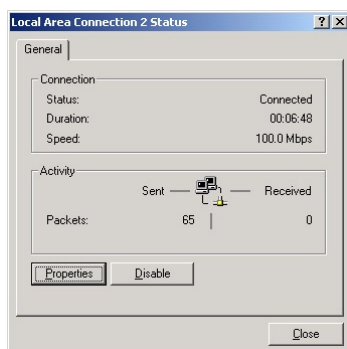 Local Area Connection 2 Status ? X
General
Connection
Status: Connected
Duration: 00:06:48
Speed: 100.0 Mbps
Activity
Sent Received
Packets: 65 0
Properties Disable
Close